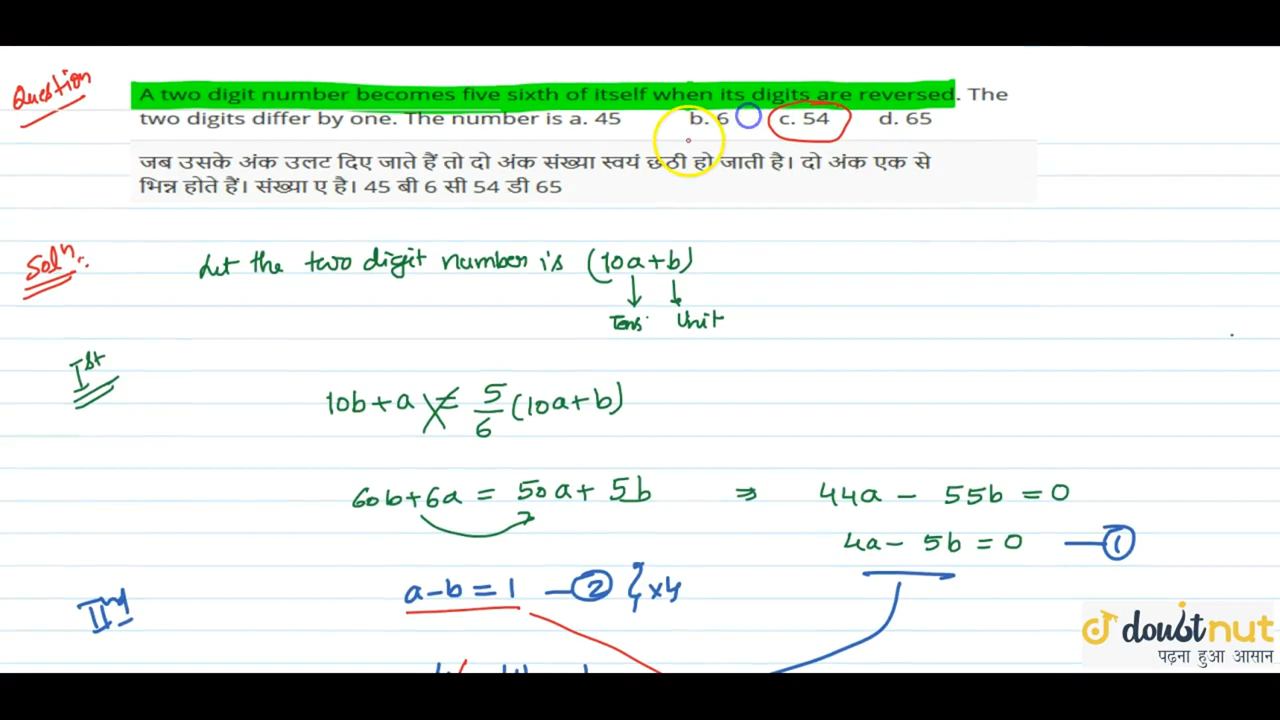 Question
A two digit number becomes five sixth of itself when its digits are reversed. The
two digits differ by one. The number is a. 45 b. 6 c. 54 d. 65
जब उसके अंक उलट दिए जाते हैं तो दो अंक संख्या स्वयं छठी हो जाती है। दो अंक एक से
भिन्न होते हैं। संख्या ए है। 45 बी 6 सी 54 डी 65
Solⁿ:
Let the two digit number is (10a+b)
Tens Unit
Ist
10b+a = 5/6 (10a+b)
60b+6a = 50a+5b ⇒ 44a - 55b = 0
4a - 5b = 0 — ①
IInd
a-b = 1 — ② } x4
doubtnut
पढ़ना हुआ आसान